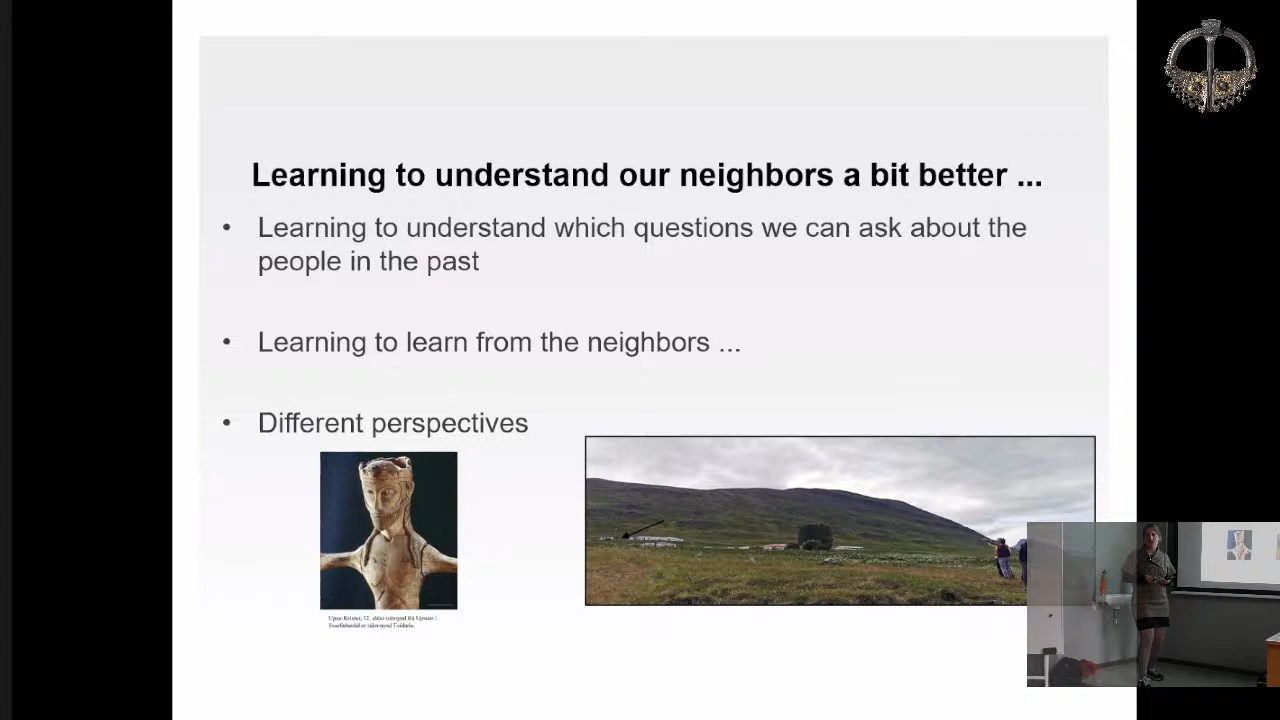 Learning to understand our neighbors a bit better ...
• Learning to understand which questions we can ask about the
people in the past
• Learning to learn from the neighbors ...
• Different perspectives